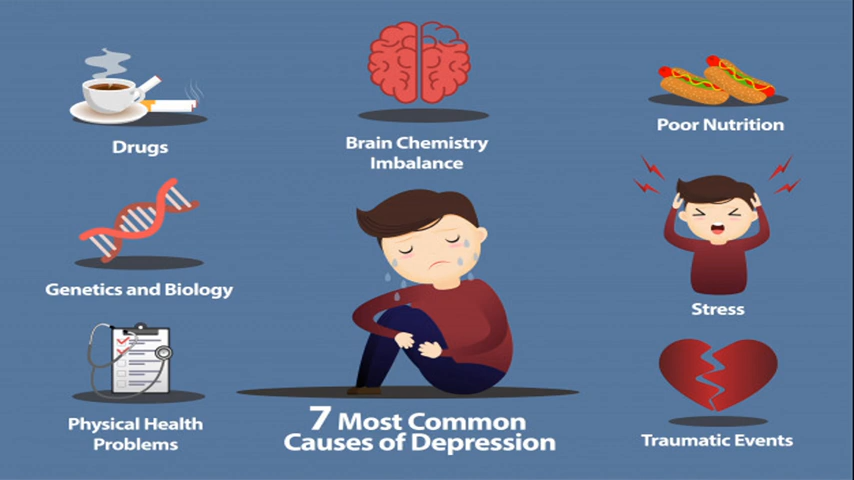 Drugs
Brain Chemistry
Imbalance
Poor Nutrition
Genetics and Biology
Stress
Physical Health
Problems
7 Most Common
Causes of Depression
Traumatic Events